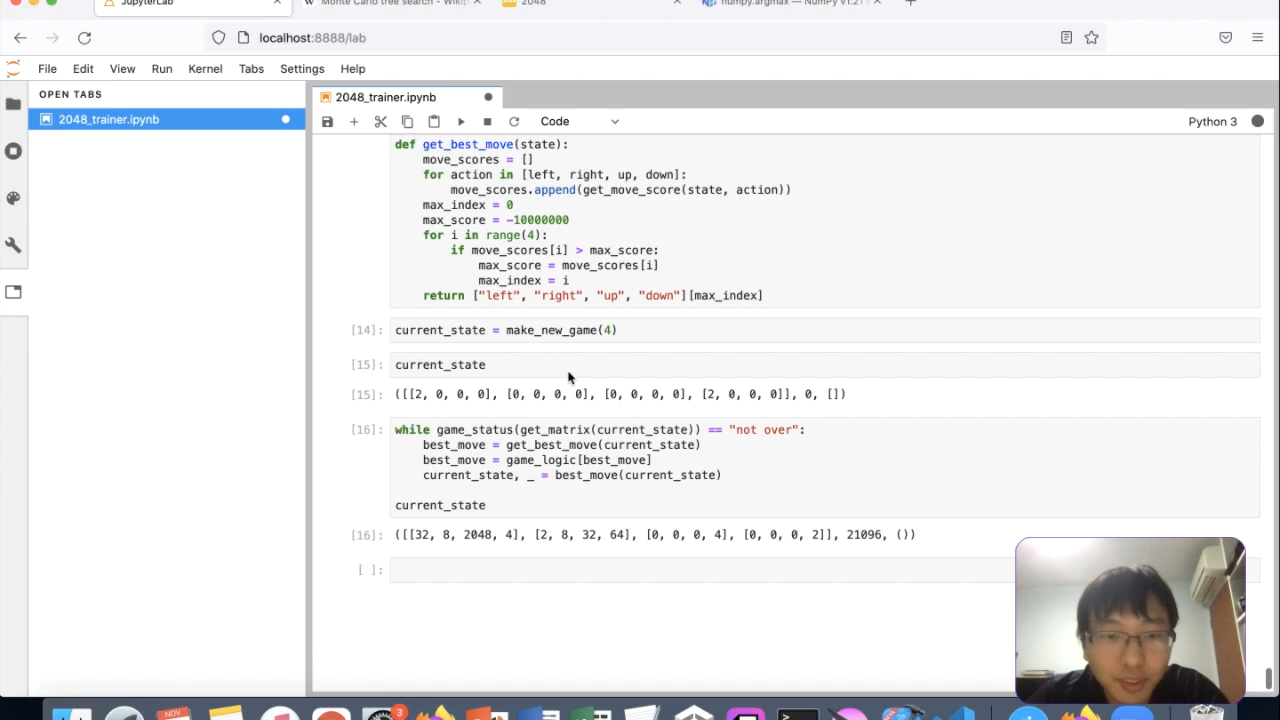 JupyterLab
Monte Carlo tree search - Wikip
2048
numpy.argmax — NumPy v1.21
localhost:8888/lab
File Edit View Run Kernel Tabs Settings Help
OPEN TABS
2048_trainer.ipynb
2048_trainer.ipynb
Code
Python 3
def get_best_move(state):
move_scores = []
for action in [left, right, up, down]:
move_scores.append(get_move_score(state, action))
max_index = 0
max_score = -10000000
for i in range(4):
if move_scores[i] > max_score:
max_score = move_scores[i]
max_index = i
return ["left", "right", "up", "down"][max_index]
[14]: current_state = make_new_game(4)
[15]: current_state
[15]: ([[2, 0, 0, 0], [0, 0, 0, 0], [0, 0, 0, 0], [2, 0, 0, 0]], 0, [])
[16]: while game_status(get_matrix(current_state)) == "not over":
best_move = get_best_move(current_state)
best_move = game_logic[best_move]
current_state, _ = best_move(current_state)
current_state
[16]: ([[32, 8, 2048, 4], [2, 8, 32, 64], [0, 0, 0, 4], [0, 0, 0, 2]], 21096, ())
[ ]:
NOV
3